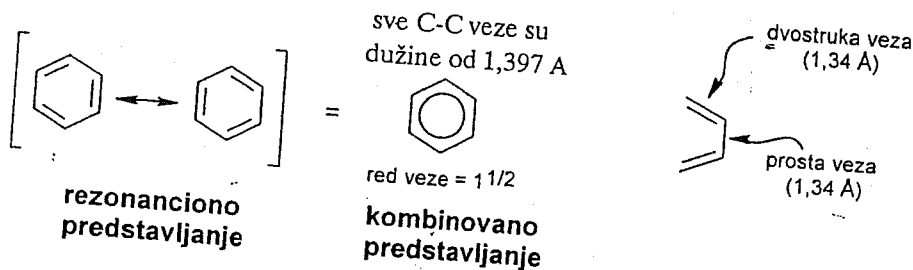 sve C-C veze su
dužine od 1,397 A
=
red veze = 1 1/2
rezonanciono
predstavljanje
kombinovano
predstavljanje
dvostruka veza
(1,34 Å)
prosta veza
(1,34 Å)